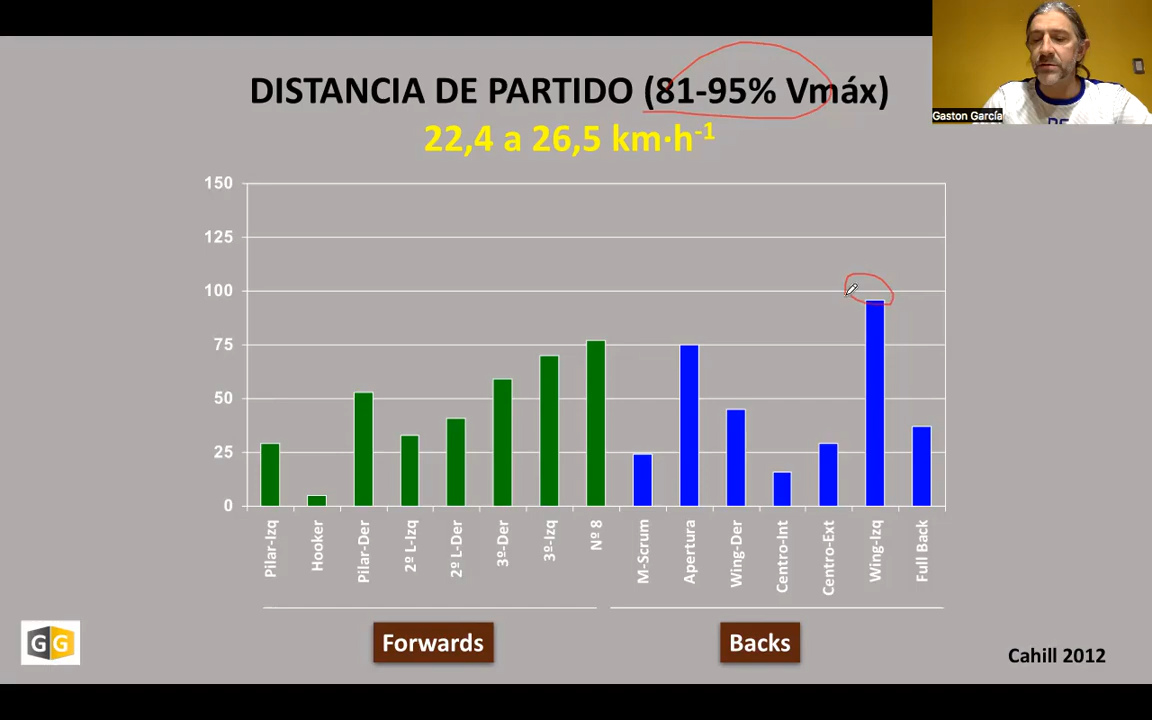 DISTANCIA DE PARTIDO (81-95% Vmáx)
22,4 a 26,5 km·h-1
Gaston García
150
125
100
75
50
25
0
Pilar-Izq
Hooker
Pilar-Der
2º L-Izq
2º L-Der
3º-Der
3º-Izq
Nº 8
M-Scrum
Apertura
Wing-Der
Centro-Int
Centro-Ext
Wing-Izq
Full Back
Forwards
Backs
GG
Cahill 2012